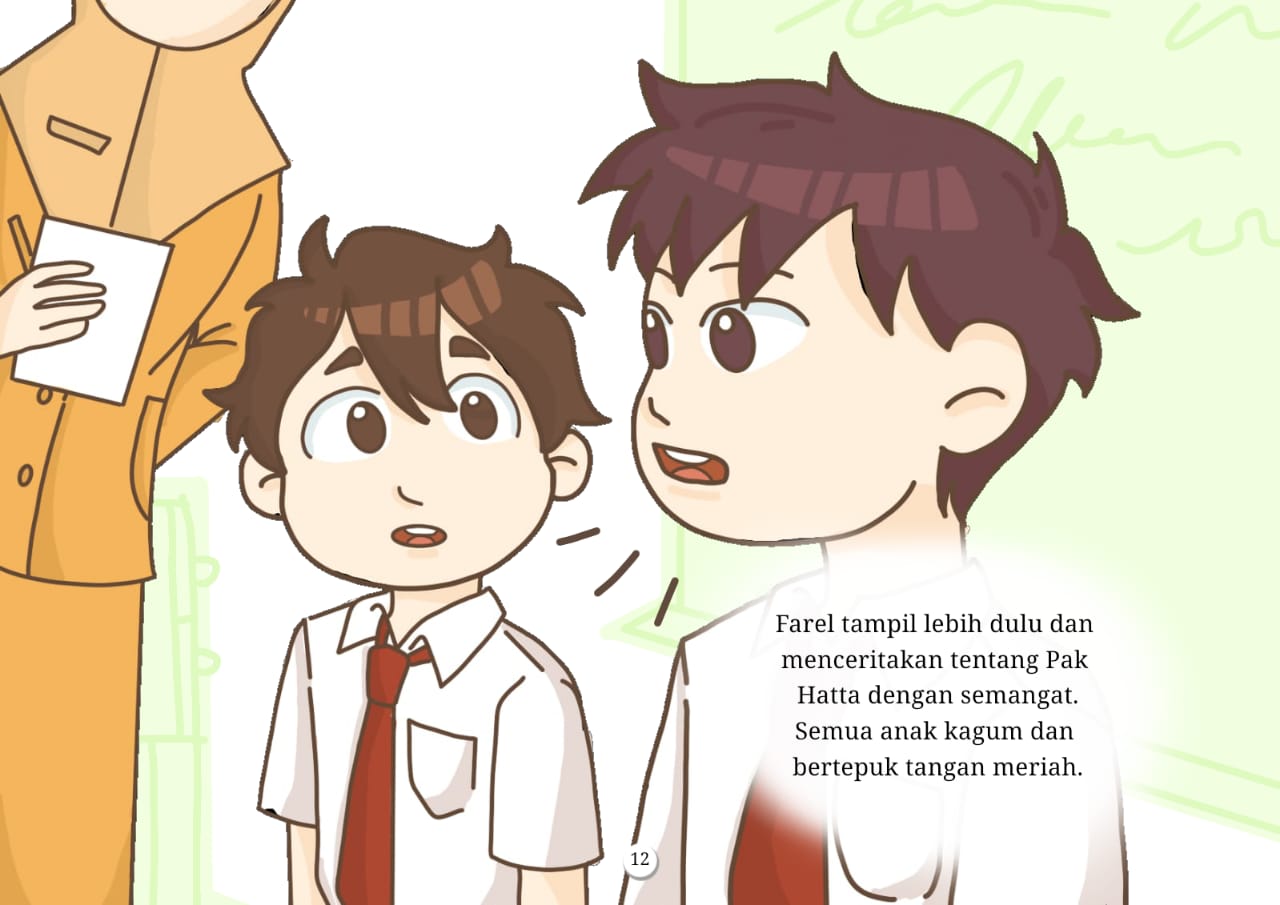 Farel tampil lebih dulu dan
menceritakan tentang Pak
Hatta dengan semangat.
Semua anak kagum dan
bertepuk tangan meriah.
12